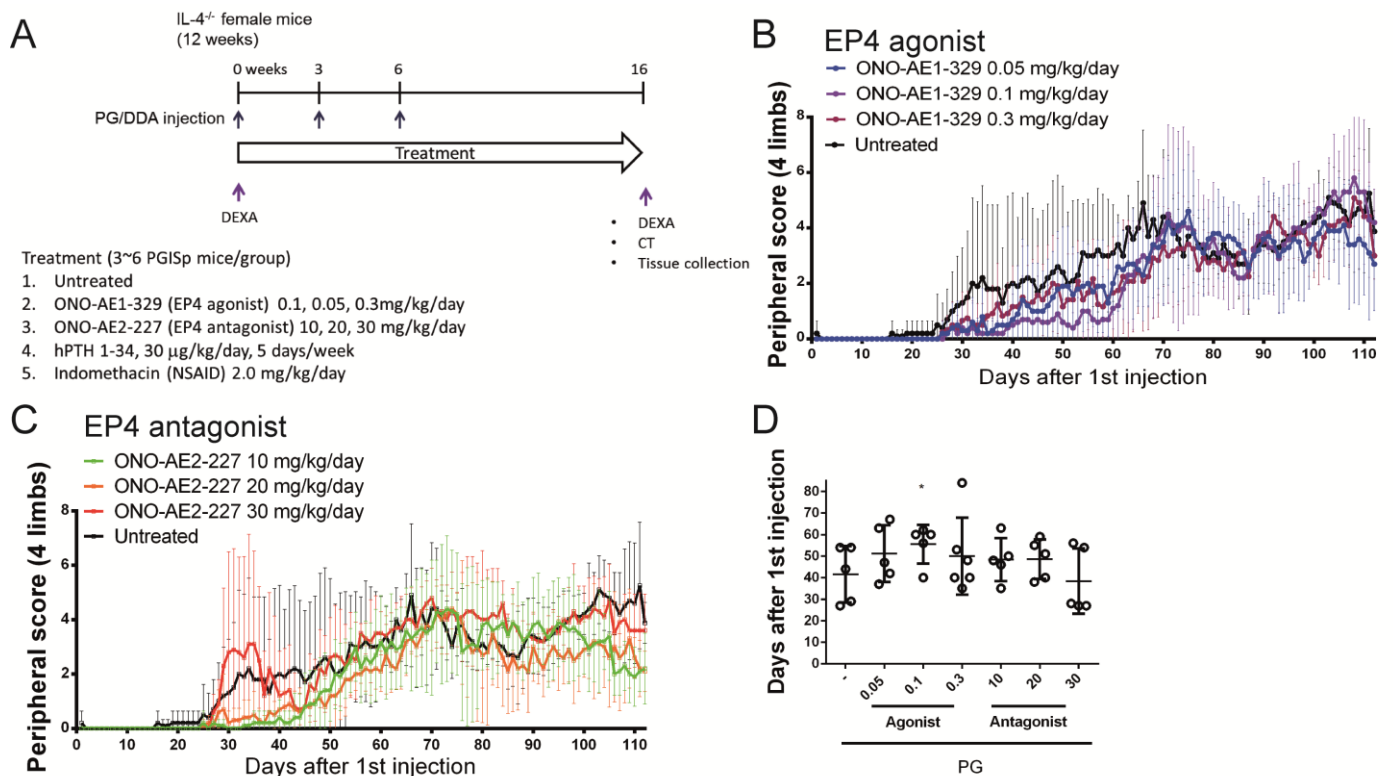 A
IL-4-/- female mice
(12 weeks)
0 weeks 3 6 16
PG/DDA injection
Treatment
DEXA
• DEXA
• CT
• Tissue collection
Treatment (3~6 PGISp mice/group)
1. Untreated
2. ONO-AE1-329 (EP4 agonist) 0.1, 0.05, 0.3mg/kg/day
3. ONO-AE2-227 (EP4 antagonist) 10, 20, 30 mg/kg/day
4. hPTH 1-34, 30 μg/kg/day, 5 days/week
5. Indomethacin (NSAID) 2.0 mg/kg/day
B
EP4 agonist
ONO-AE1-329 0.05 mg/kg/day
ONO-AE1-329 0.1 mg/kg/day
ONO-AE1-329 0.3 mg/kg/day
Untreated
Peripheral score (4 limbs)
8
6
4
2
0
0 10 20 30 40 50 60 70 80 90 100 110
Days after 1st injection
C
EP4 antagonist
ONO-AE2-227 10 mg/kg/day
ONO-AE2-227 20 mg/kg/day
ONO-AE2-227 30 mg/kg/day
Untreated
Peripheral score (4 limbs)
8
6
4
2
0
0 10 20 30 40 50 60 70 80 90 100 110
Days after 1st injection
D
Days after 1st injection
80
70
60
50
40
30
20
10
0
*
- 0.05 0.1 0.3 10 20 30
Agonist Antagonist
PG